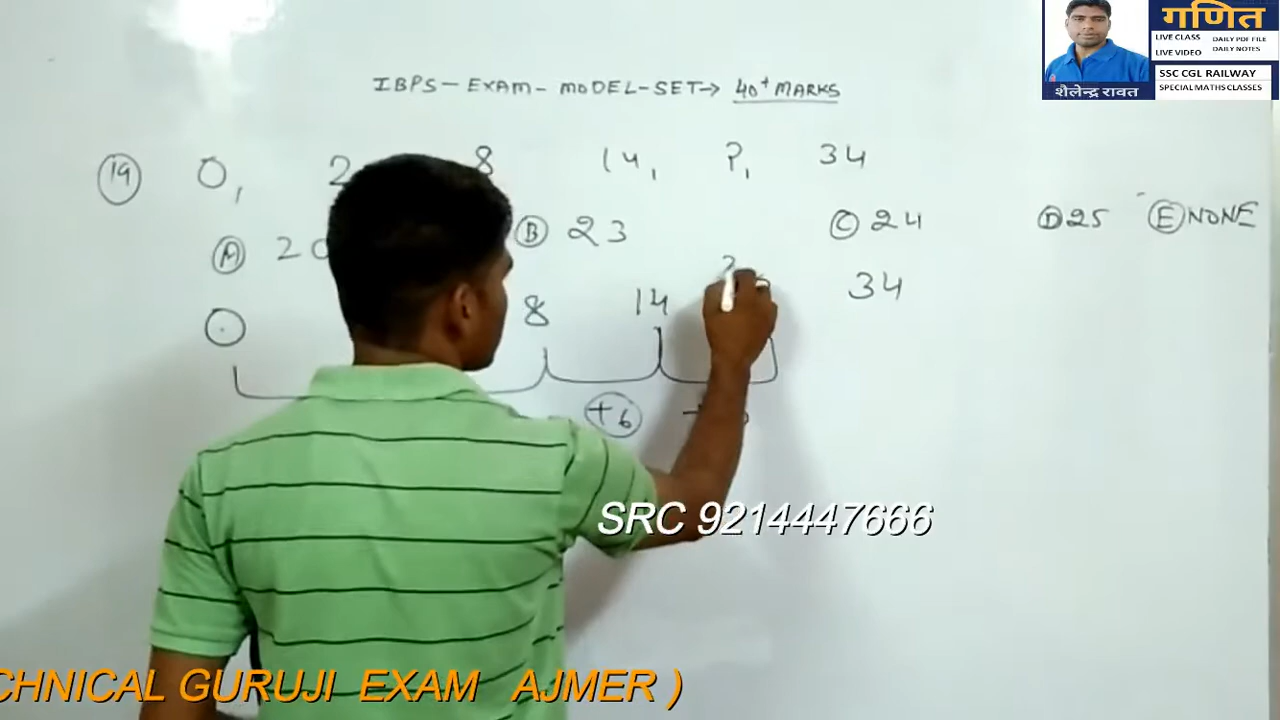 गणित
LIVE CLASS DAILY PDF FILE
LIVE VIDEO DAILY NOTES
SSC CGL RAILWAY
SPECIAL MATHS CLASSES
शैलेन्द्र रावत
IBPS - EXAM - MODEL - SET → 40+ MARKS
19 0, 2 8 14, ?, 34
A 20 B 23 C 24 D 25 E NONE
0 8 14 34
+6
SRC 9214447666
CHNICAL GURUJI EXAM AJMER )